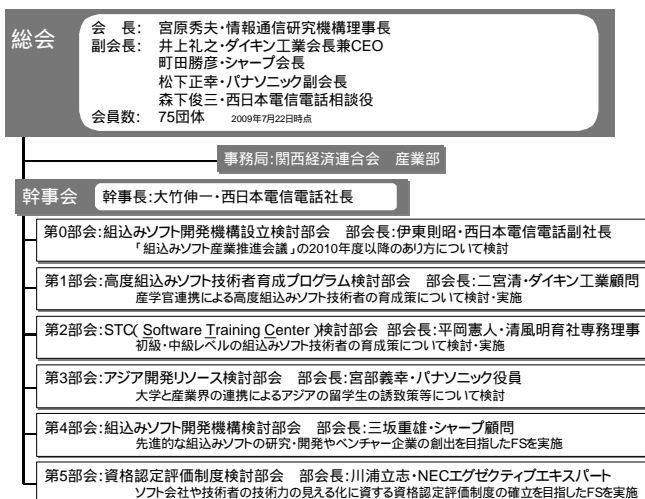 総会
会　長： 宮原秀夫・情報通信研究機構理事長
副会長： 井上礼之・ダイキン工業会長兼CEO
町田勝彦・シャープ会長
松下正幸・パナソニック副会長
森下俊三・西日本電信電話相談役
会員数： 75団体　2009年7月22日時点
事務局：関西経済連合会　産業部
幹事会　幹事長：大竹伸一・西日本電信電話社長
第0部会：組込みソフト開発機構設立検討部会　部会長：伊東則昭・西日本電信電話副社長
「組込みソフト産業推進会議」の2010年度以降のあり方について検討
第1部会：高度組込みソフト技術者育成プログラム検討部会　部会長：二宮清・ダイキン工業顧問
産学官連携による高度組込みソフト技術者の育成策について検討・実施
第2部会：STC（Software Training Center）検討部会　部会長：平岡憲人・清風明育社専務理事
初級・中級レベルの組込みソフト技術者の育成策について検討・実施
第3部会：アジア開発リソース検討部会　部会長：宮部義幸・パナソニック役員
大学と産業界の連携によるアジアの留学生の誘致策等について検討
第4部会：組込みソフト開発機構検討部会　部会長：三坂重雄・シャープ顧問
先進的な組込みソフトの研究・開発やベンチャー企業の創出を目指したFSを実施
第5部会：資格認定評価制度検討部会　部会長：川浦立志・NECエグゼクティブエキスパート
ソフト会社や技術者の技術力の見える化に資する資格認定評価制度の確立を目指したFSを実施